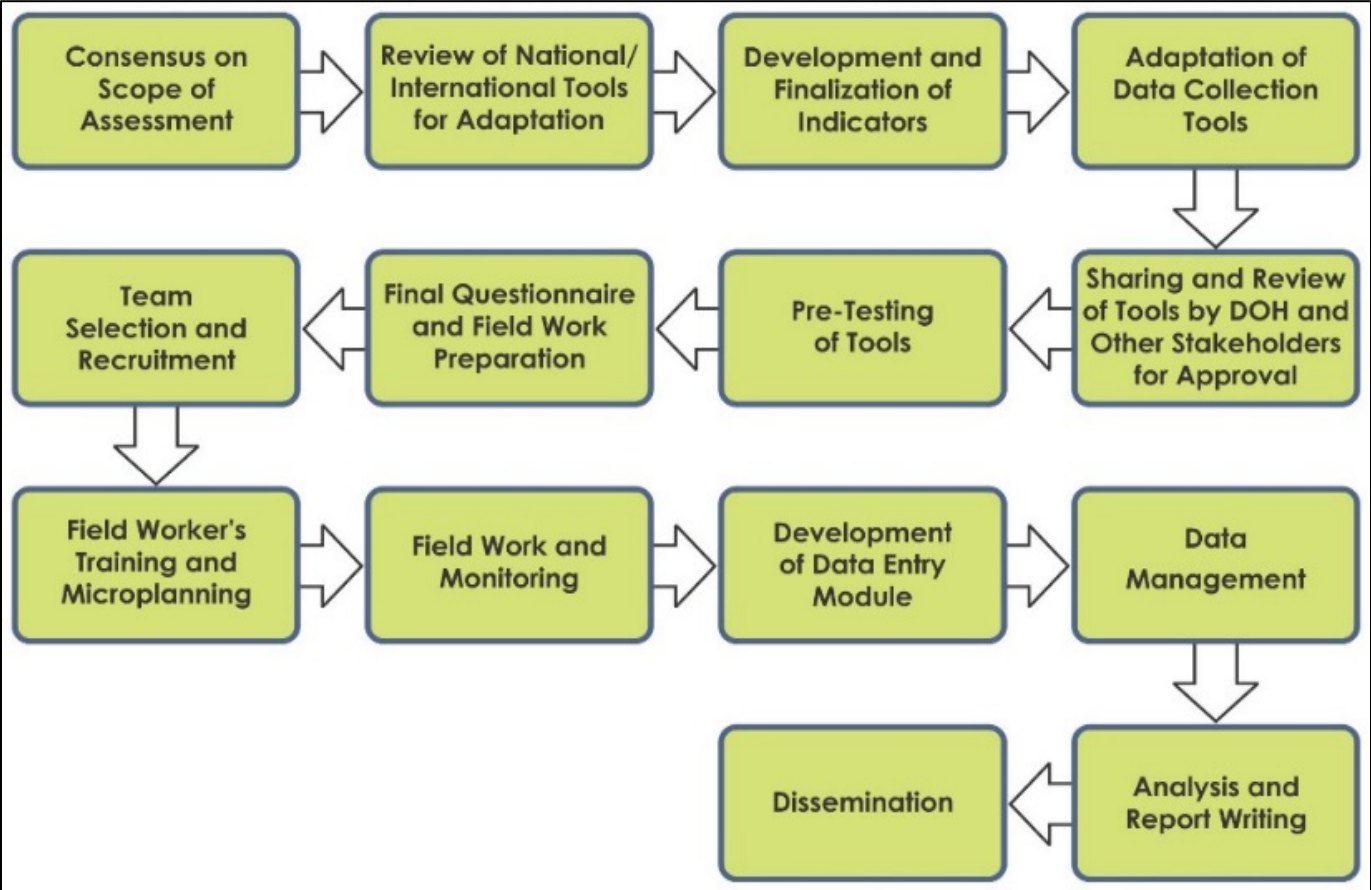 Consensus on
Scope of
Assessment
Review of National/
International Tools
for Adaptation
Development and
Finalization of
Indicators
Adaptation of
Data Collection
Tools
Sharing and Review
of Tools by DOH and
Other Stakeholders
for Approval
Pre-Testing
of Tools
Final Questionnaire
and Field Work
Preparation
Team
Selection and
Recruitment
Field Worker's
Training and
Microplanning
Field Work and
Monitoring
Development
of Data Entry
Module
Data
Management
Analysis and
Report Writing
Dissemination